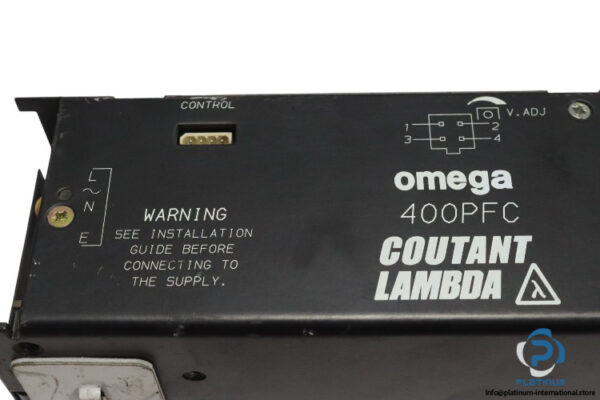 CONTROL
V.ADJ
1 2
3 4
L
N
E
WARNING
SEE INSTALLATION
GUIDE BEFORE
CONNECTING TO
THE SUPPLY.
omega
400PFC
COUTANT
LAMBDA
λ
PLATINUM
Info@platinum-international.store